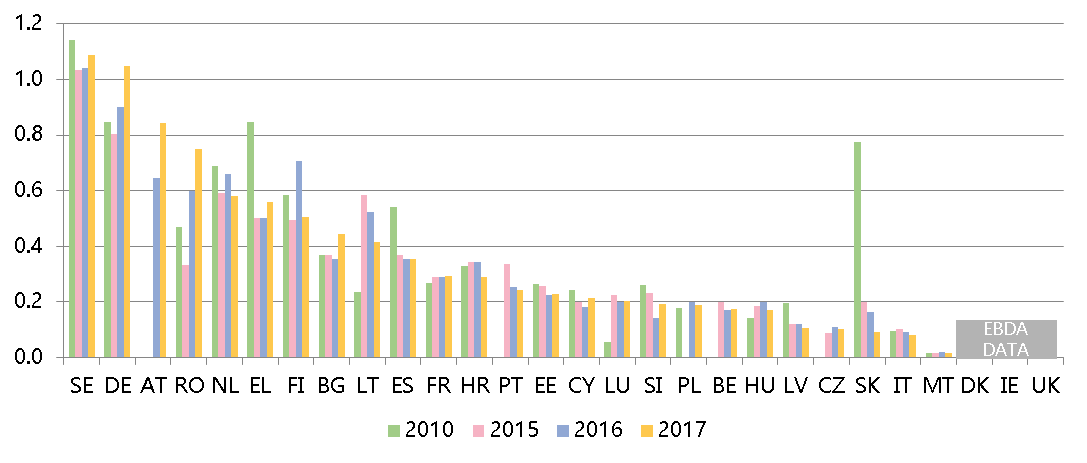 1.2
1.0
0.8
0.6
0.4
0.2
0.0
EBDA
DATA
SE DE AT RO NL EL FI BG LT ES FR HR PT EE CY LU SI PL BE HU LV CZ SK IT MT DK IE UK
2010 2015 2016 2017